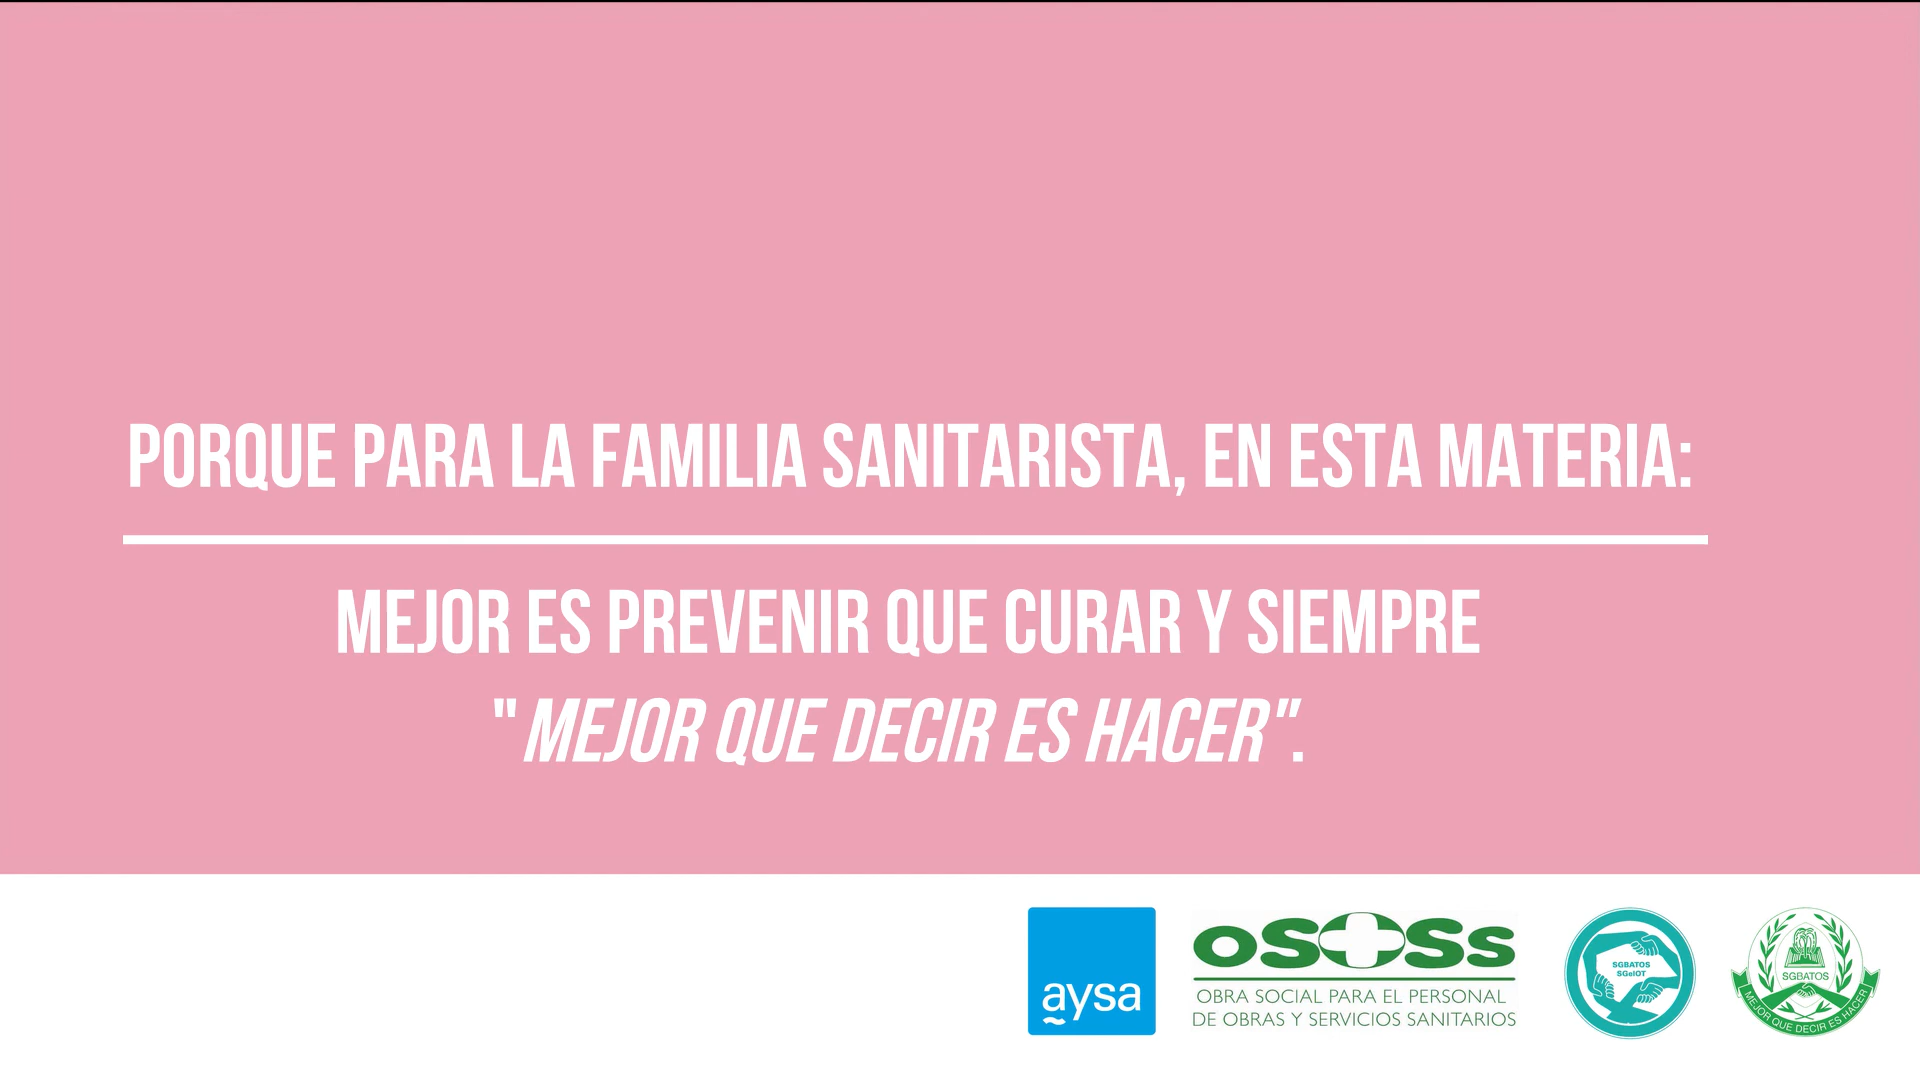 PORQUE PARA LA FAMILIA SANITARISTA, EN ESTA MATERIA:
MEJOR ES PREVENIR QUE CURAR Y SIEMPRE
"MEJOR QUE DECIR ES HACER".
aysa
OSOSS
OBRA SOCIAL PARA EL PERSONAL
DE OBRAS Y SERVICIOS SANITARIOS
SGBATOS
SGeIOT
SGBATOS
MEJOR QUE DECIR ES HACER